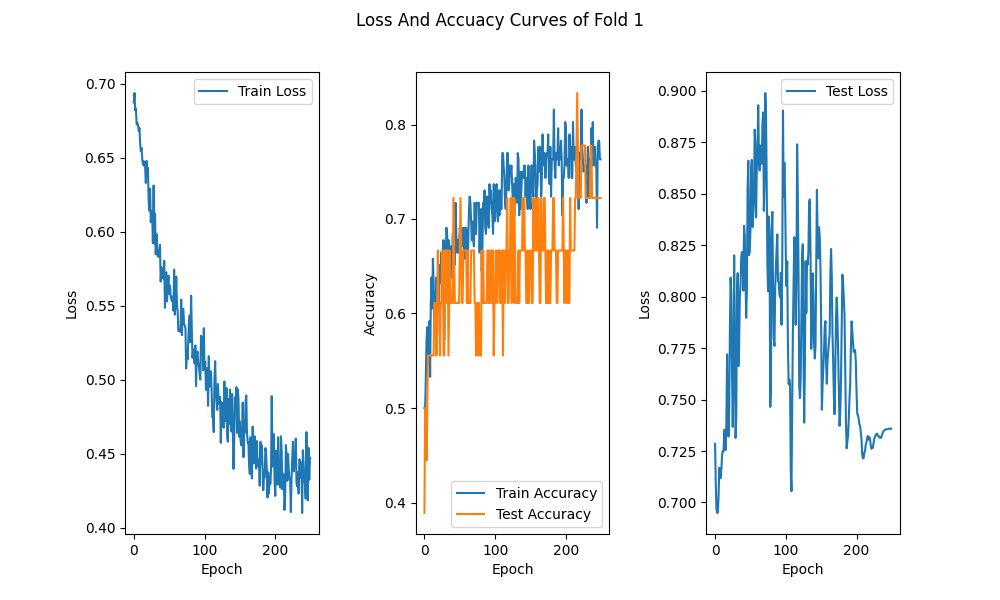 Loss And Accuacy Curves of Fold 1
0.70
0.65
0.60
0.55
0.50
0.45
0.40
Loss
0
100
200
Epoch
Train Loss
0.8
0.7
0.6
0.5
0.4
Accuracy
0
100
200
Epoch
Train Accuracy
Test Accuracy
0.900
0.875
0.850
0.825
0.800
0.775
0.750
0.725
0.700
Loss
0
100
200
Epoch
Test Loss